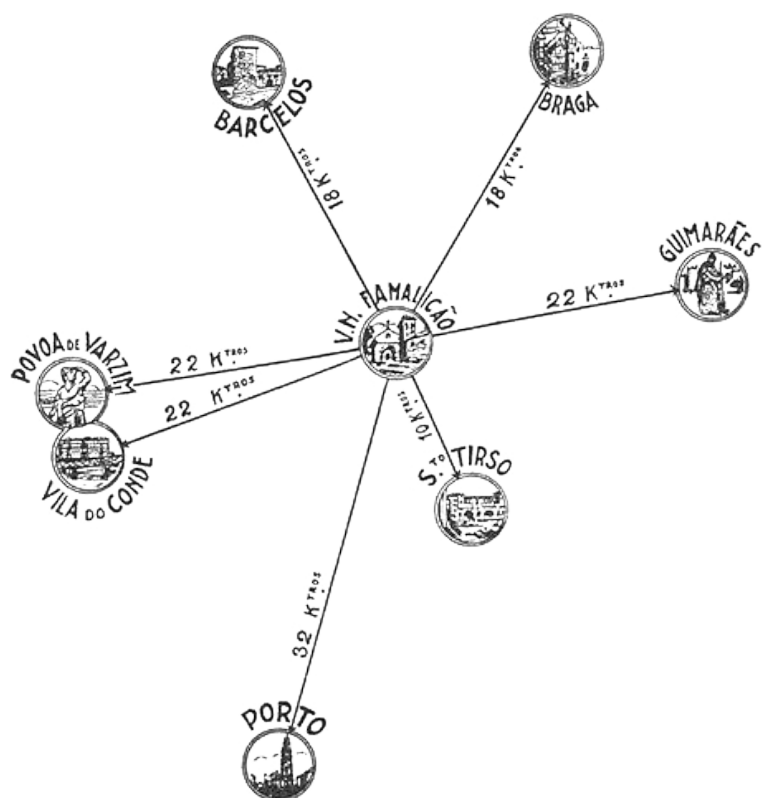 BARCELOS
BRAGA
18 K.TROS
18 K.TROS
GUIMARÃES
V.N. FAMALICÃO
22 K.TROS
POVOA DE VARZIM
22 K.TROS
22 K.TROS
10 K.TROS
S.TO TIRSO
VILA DO CONDE
32 K.TROS
PORTO